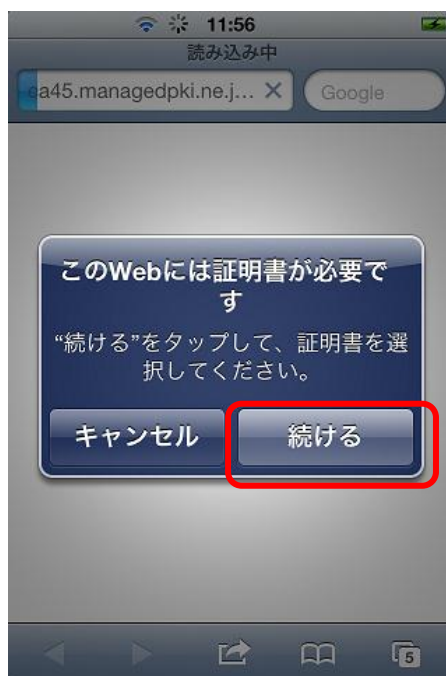 11:56
読み込み中
ca45.managedpki.ne.j...
Google
このWebには証明書が必要で
す
“続ける”をタップして、証明書を選
択してください。
キャンセル 続ける
5